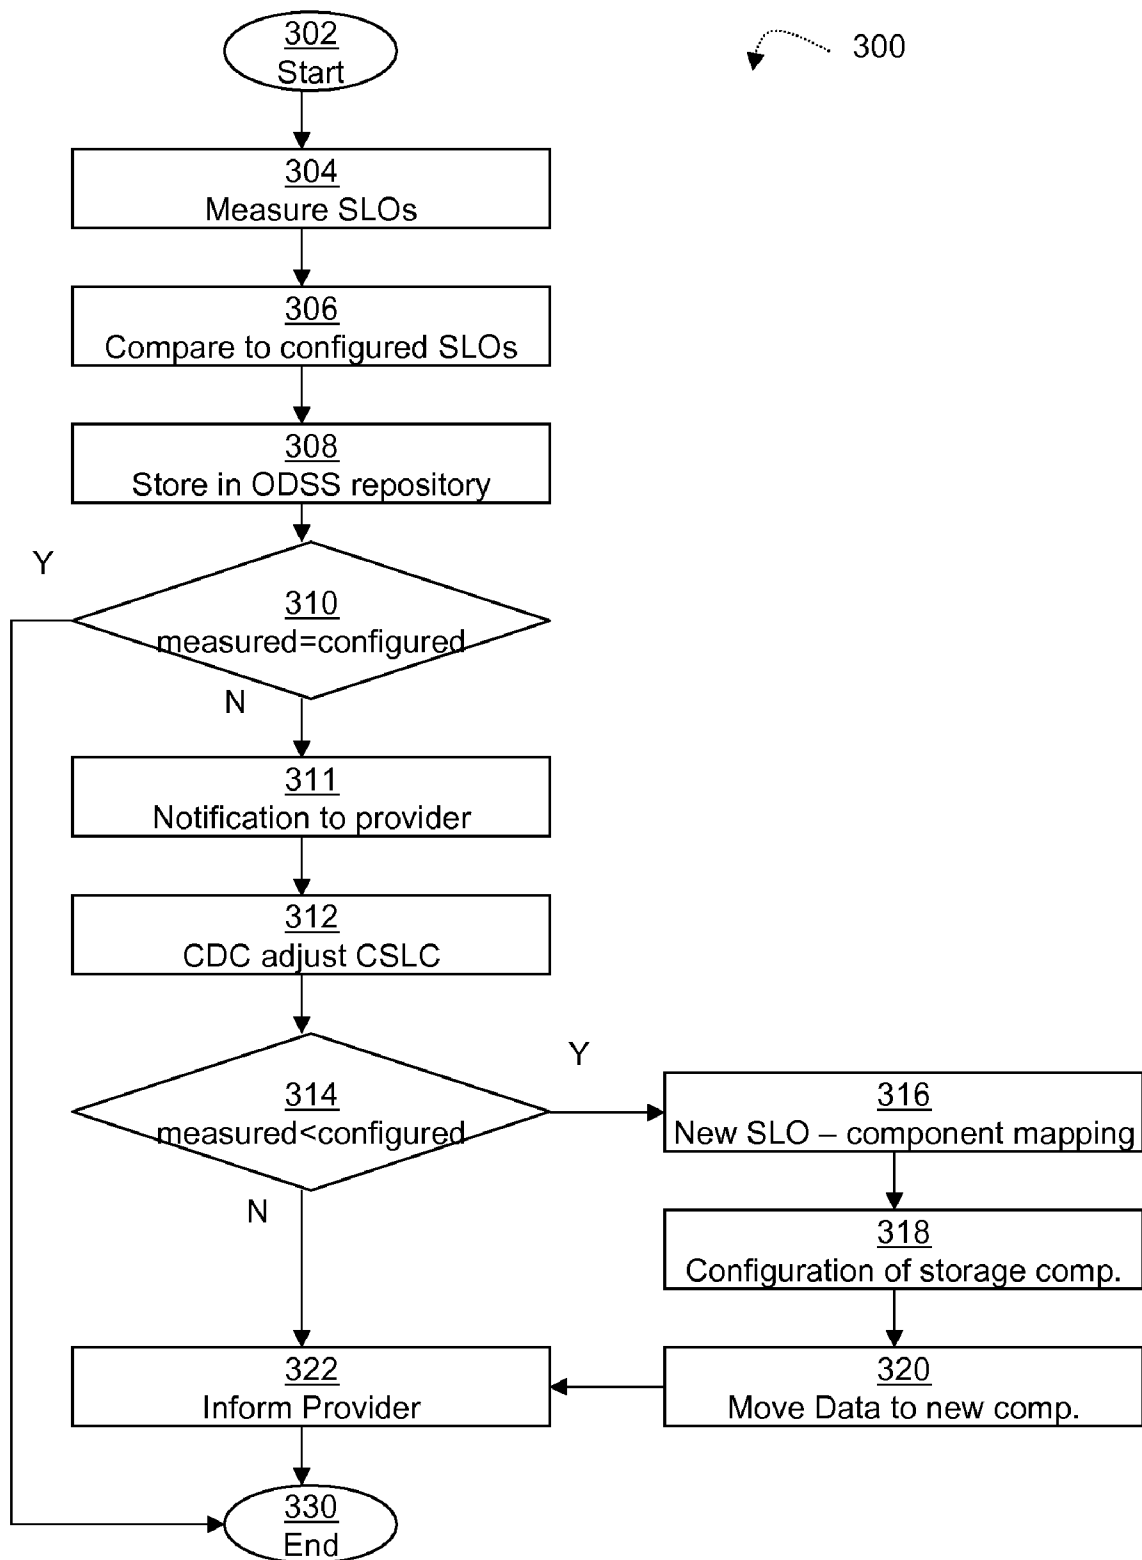 302
Start
300
304
Measure SLOs
306
Compare to configured SLOs
308
Store in ODSS repository
Y
310
measured=configured
N
311
Notification to provider
312
CDC adjust CSLC
314
measured<configured
Y
N
316
New SLO – component mapping
318
Configuration of storage comp.
320
Move Data to new comp.
322
Inform Provider
330
End